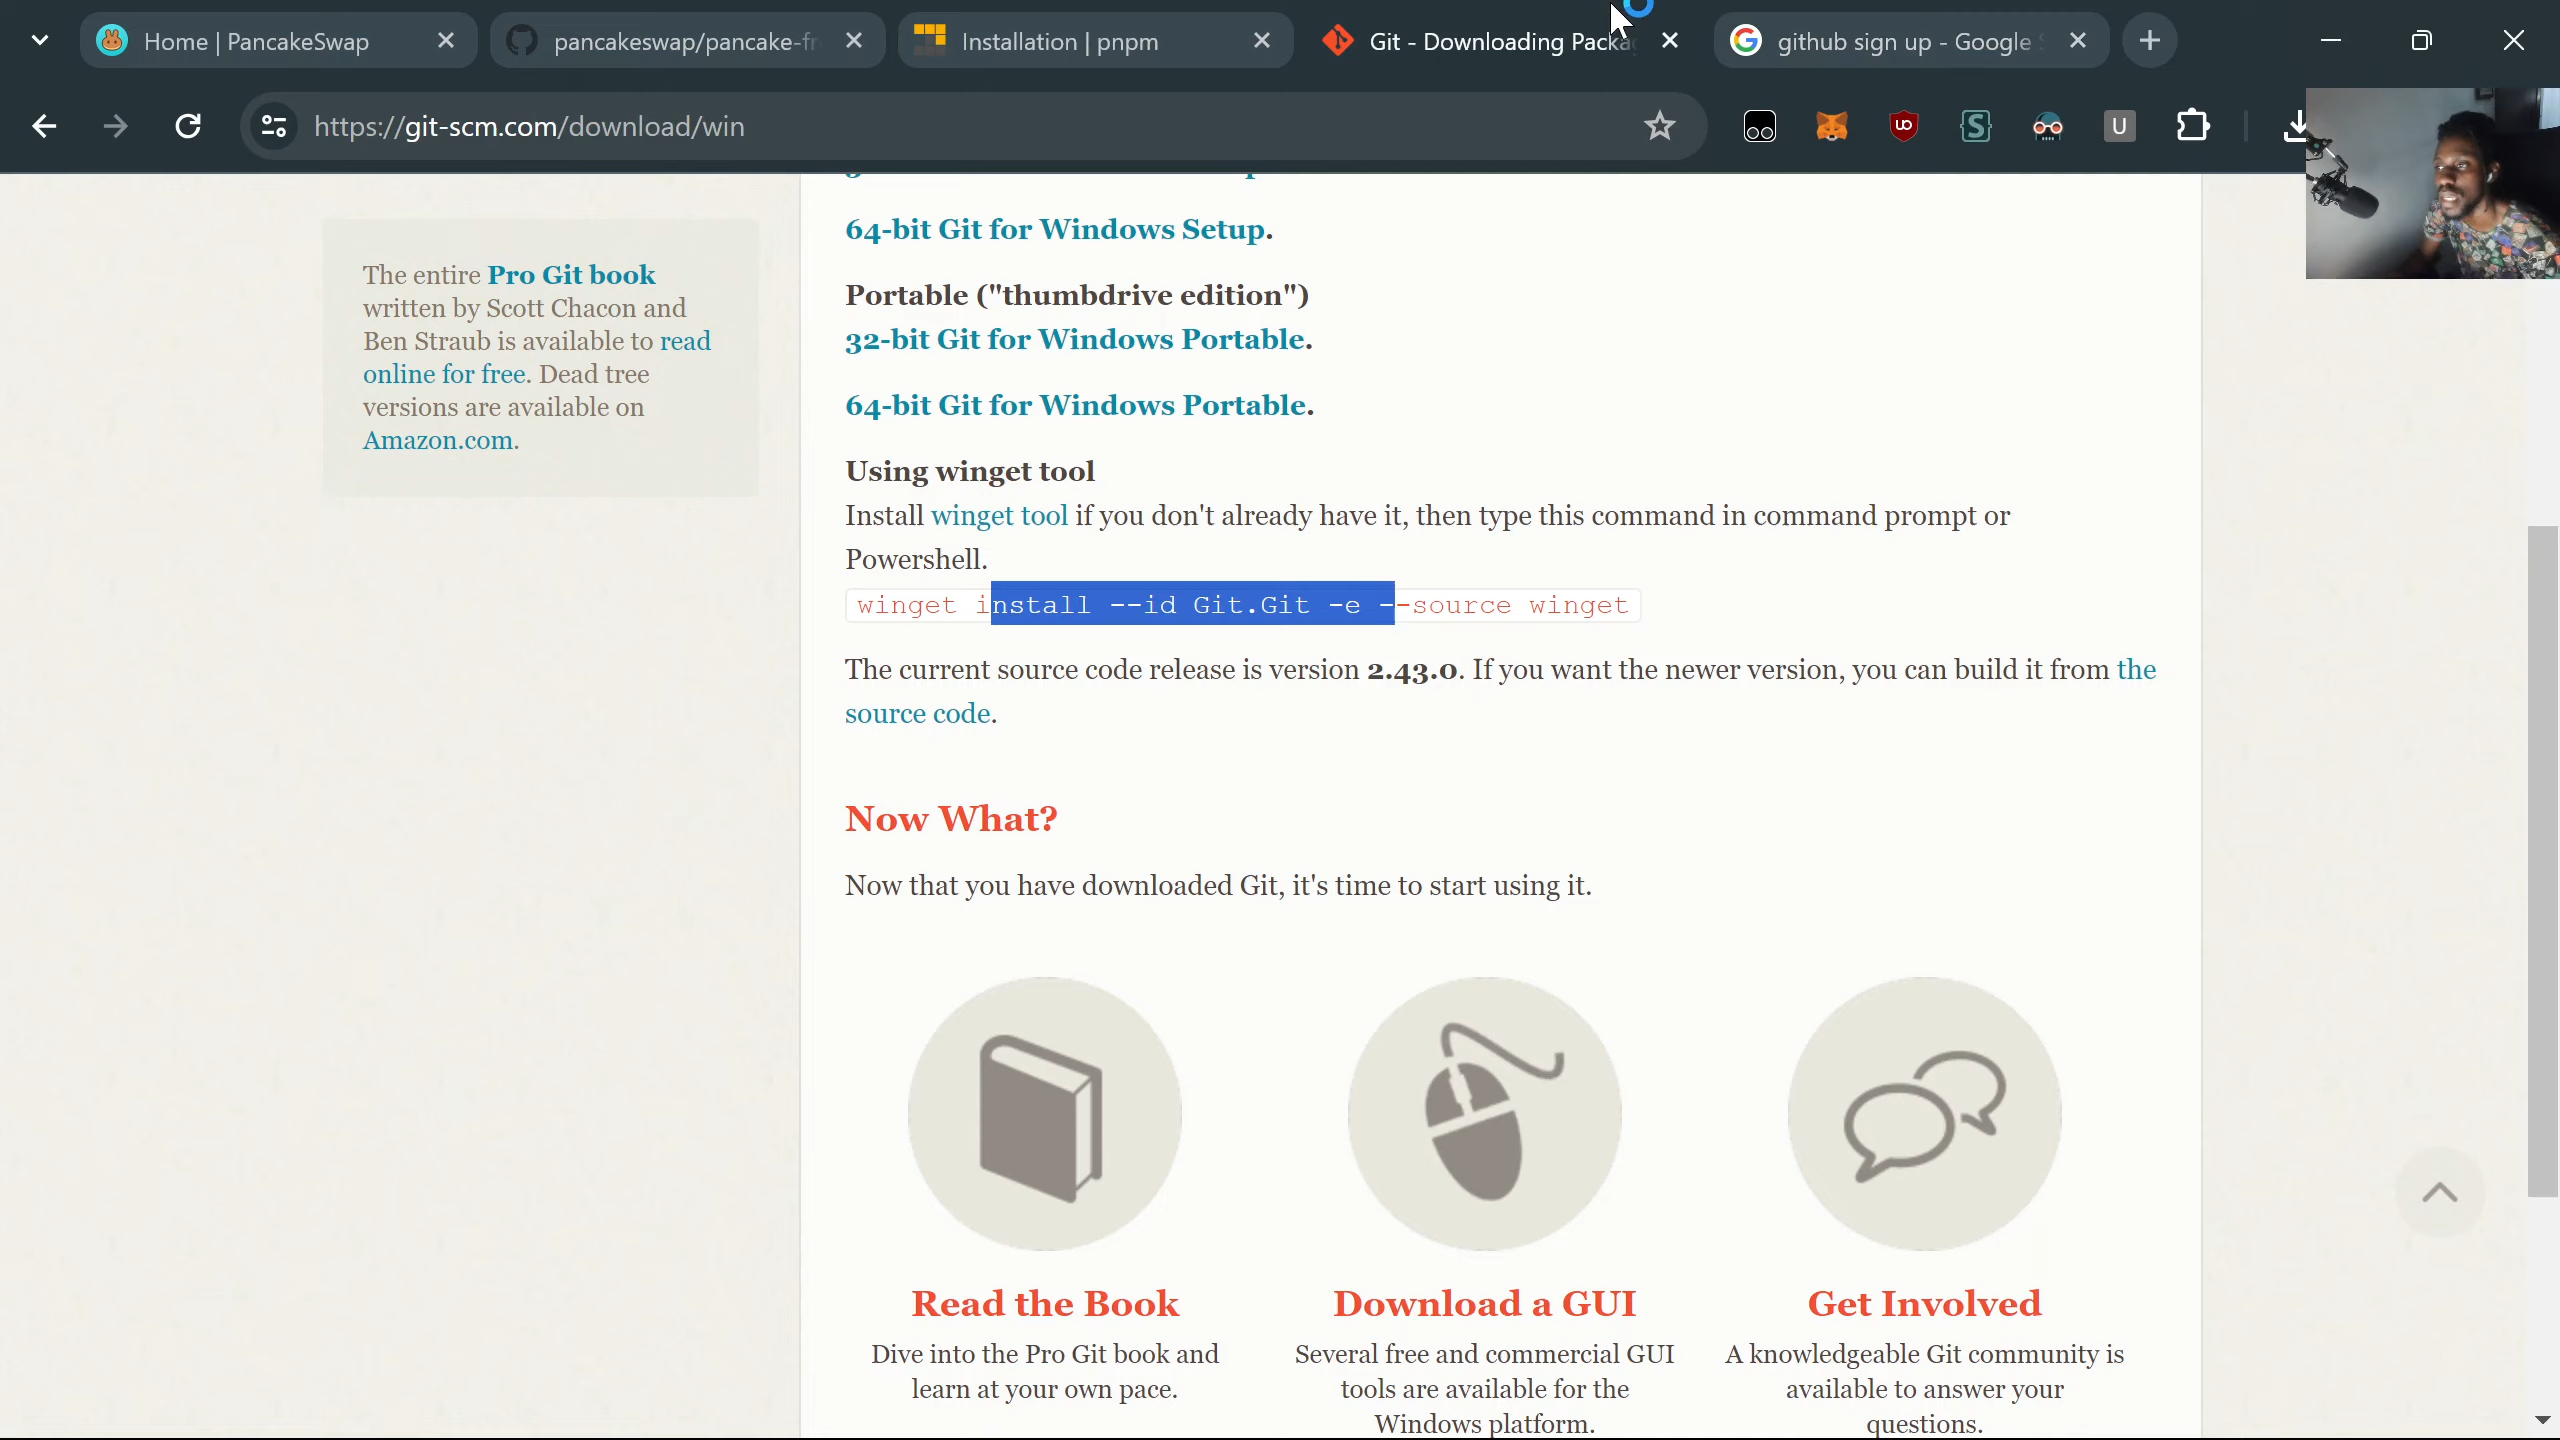 Home | PancakeSwap
pancakeswap/pancake-fr
Installation | pnpm
Git - Downloading Packa
github sign up - Google S
https://git-scm.com/download/win
U
64-bit Git for Windows Setup.
The entire Pro Git book
written by Scott Chacon and
Ben Straub is available to read
online for free. Dead tree
versions are available on
Amazon.com.
Portable ("thumbdrive edition")
32-bit Git for Windows Portable.
64-bit Git for Windows Portable.
Using winget tool
Install winget tool if you don't already have it, then type this command in command prompt or
Powershell.
winget install --id Git.Git -e --source winget
The current source code release is version 2.43.0. If you want the newer version, you can build it from the
source code.
Now What?
Now that you have downloaded Git, it's time to start using it.
Read the Book
Dive into the Pro Git book and
learn at your own pace.
Download a GUI
Several free and commercial GUI
tools are available for the
Windows platform.
Get Involved
A knowledgeable Git community is
available to answer your
questions.